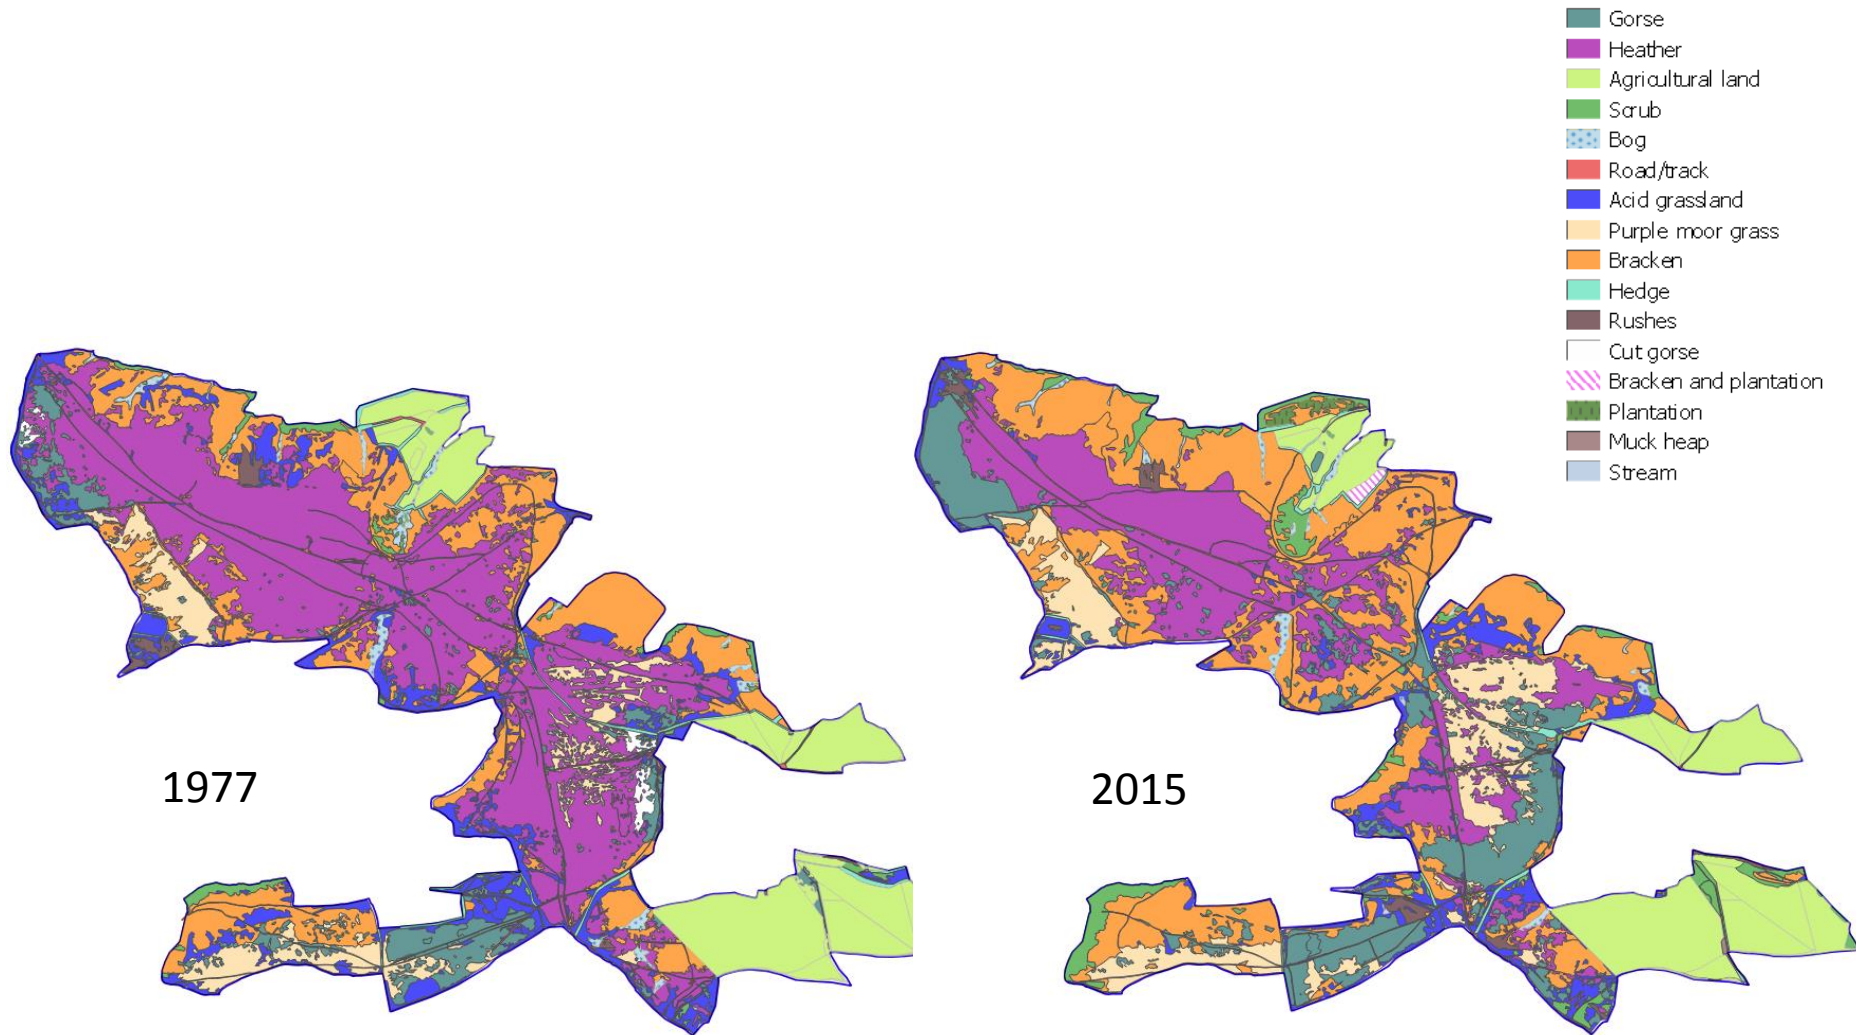 Gorse
Heather
Agricultural land
Scrub
Bog
Road/track
Acid grassland
Purple moor grass
Bracken
Hedge
Rushes
Cut gorse
Bracken and plantation
Plantation
Muck heap
Stream
1977
2015